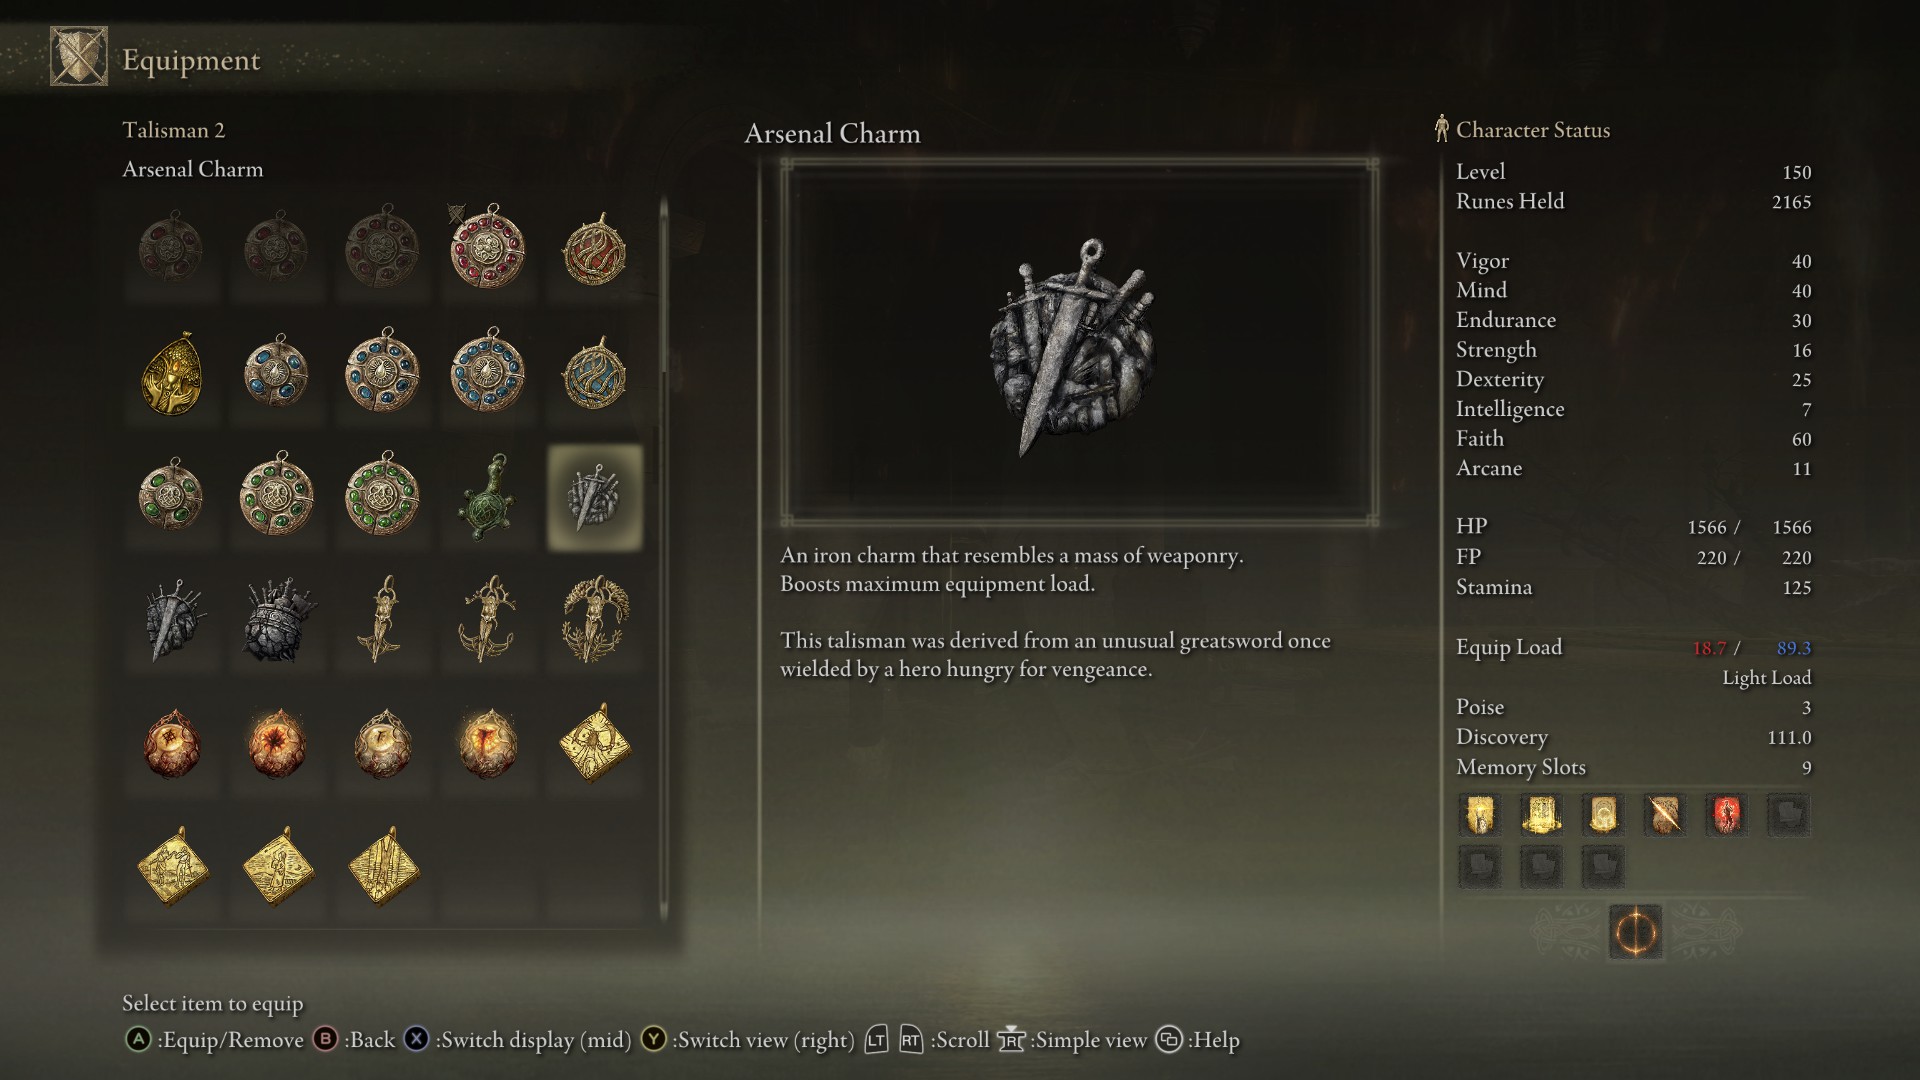 Equipment
Talisman 2
Arsenal Charm
Arsenal Charm
An iron charm that resembles a mass of weaponry.
Boosts maximum equipment load.
This talisman was derived from an unusual greatsword once
wielded by a hero hungry for vengeance.
Character Status
Level 150
Runes Held 2165
Vigor 40
Mind 40
Endurance 30
Strength 16
Dexterity 25
Intelligence 7
Faith 60
Arcane 11
HP 1566 / 1566
FP 220 / 220
Stamina 125
Equip Load 18.7 / 89.3
Light Load
Poise 3
Discovery 111.0
Memory Slots 9
Select item to equip
A :Equip/Remove B :Back X :Switch display (mid) Y :Switch view (right) LT RT :Scroll R :Simple view :Help